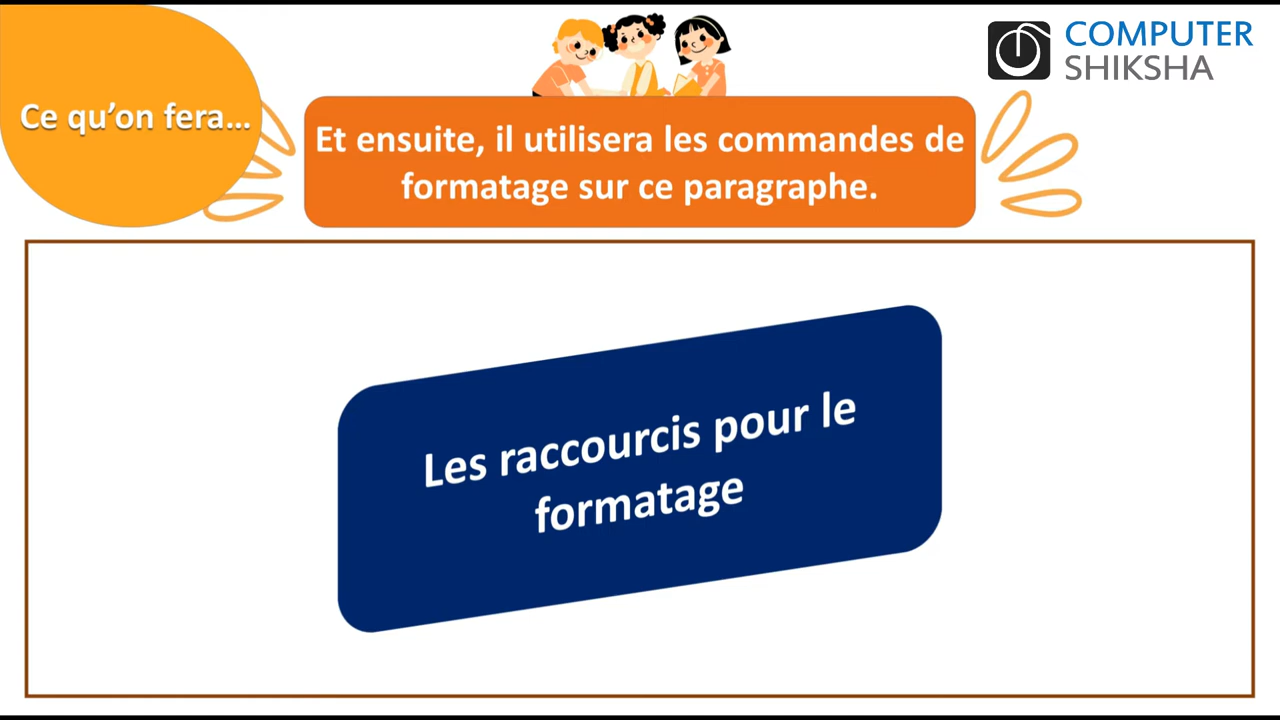 Ce qu’on fera…
COMPUTER
SHIKSHA
Et ensuite, il utilisera les commandes de
formatage sur ce paragraphe.
Les raccourcis pour le
formatage